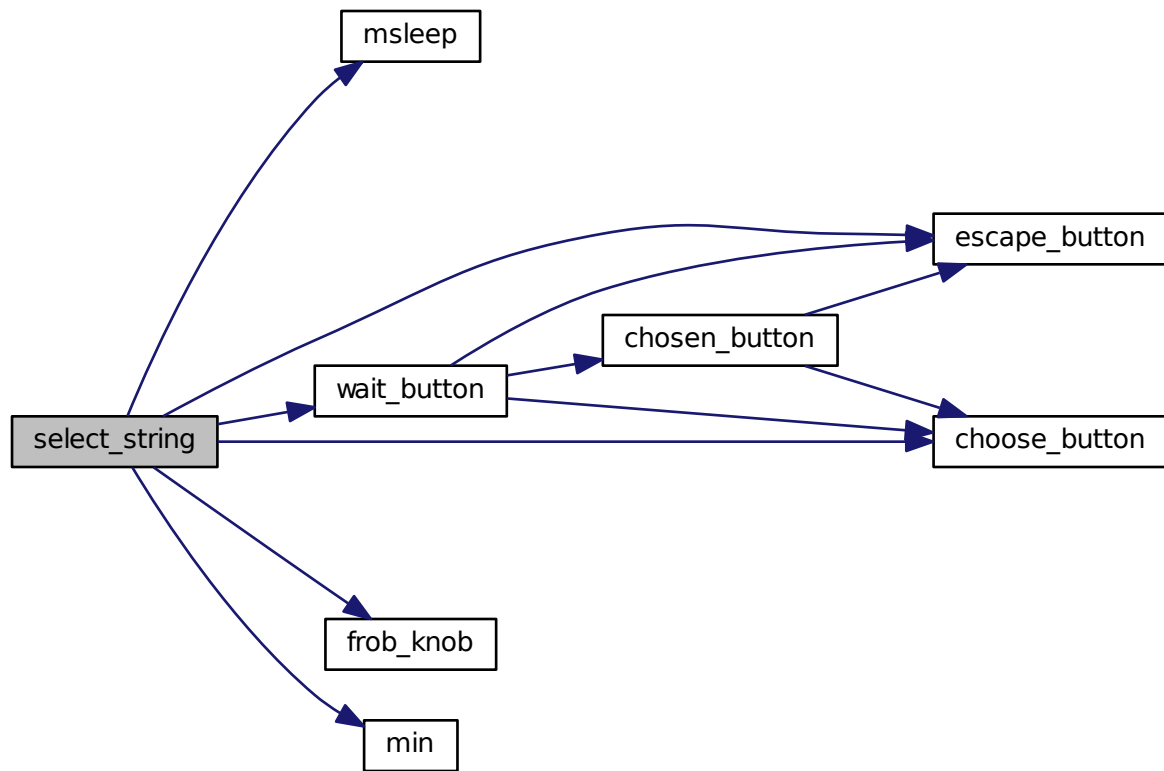 msleep
escape_button
chosen_button
wait_button
select_string
choose_button
frob_knob
min